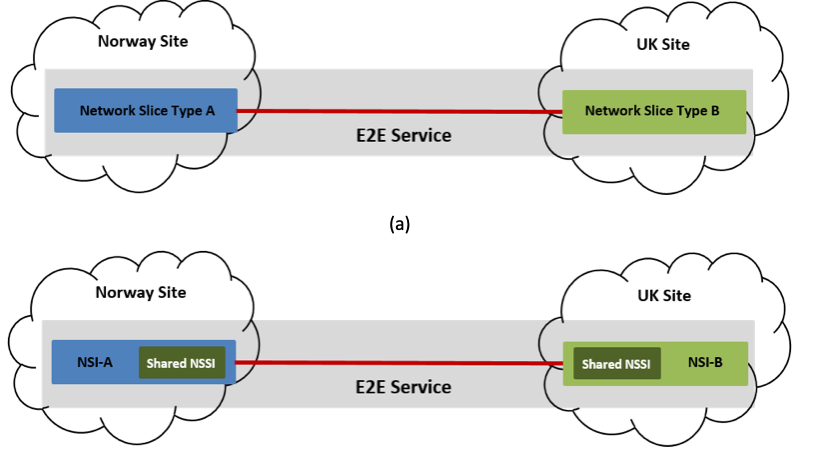 Norway Site
UK Site
Network Slice Type A
Network Slice Type B
E2E Service
(a)
Norway Site
UK Site
NSI-A
Shared NSSI
Shared NSSI
NSI-B
E2E Service